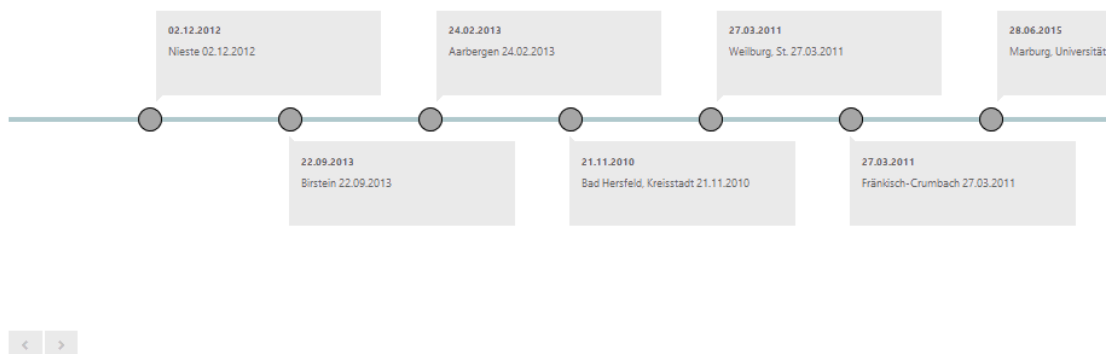 02.12.2012
Nieste 02.12.2012
24.02.2013
Aarbergen 24.02.2013
27.03.2011
Weilburg, St. 27.03.2011
28.06.2015
Marburg, Universität
22.09.2013
Birstein 22.09.2013
21.11.2010
Bad Hersfeld, Kreisstadt 21.11.2010
27.03.2011
Fränkisch-Crumbach 27.03.2011